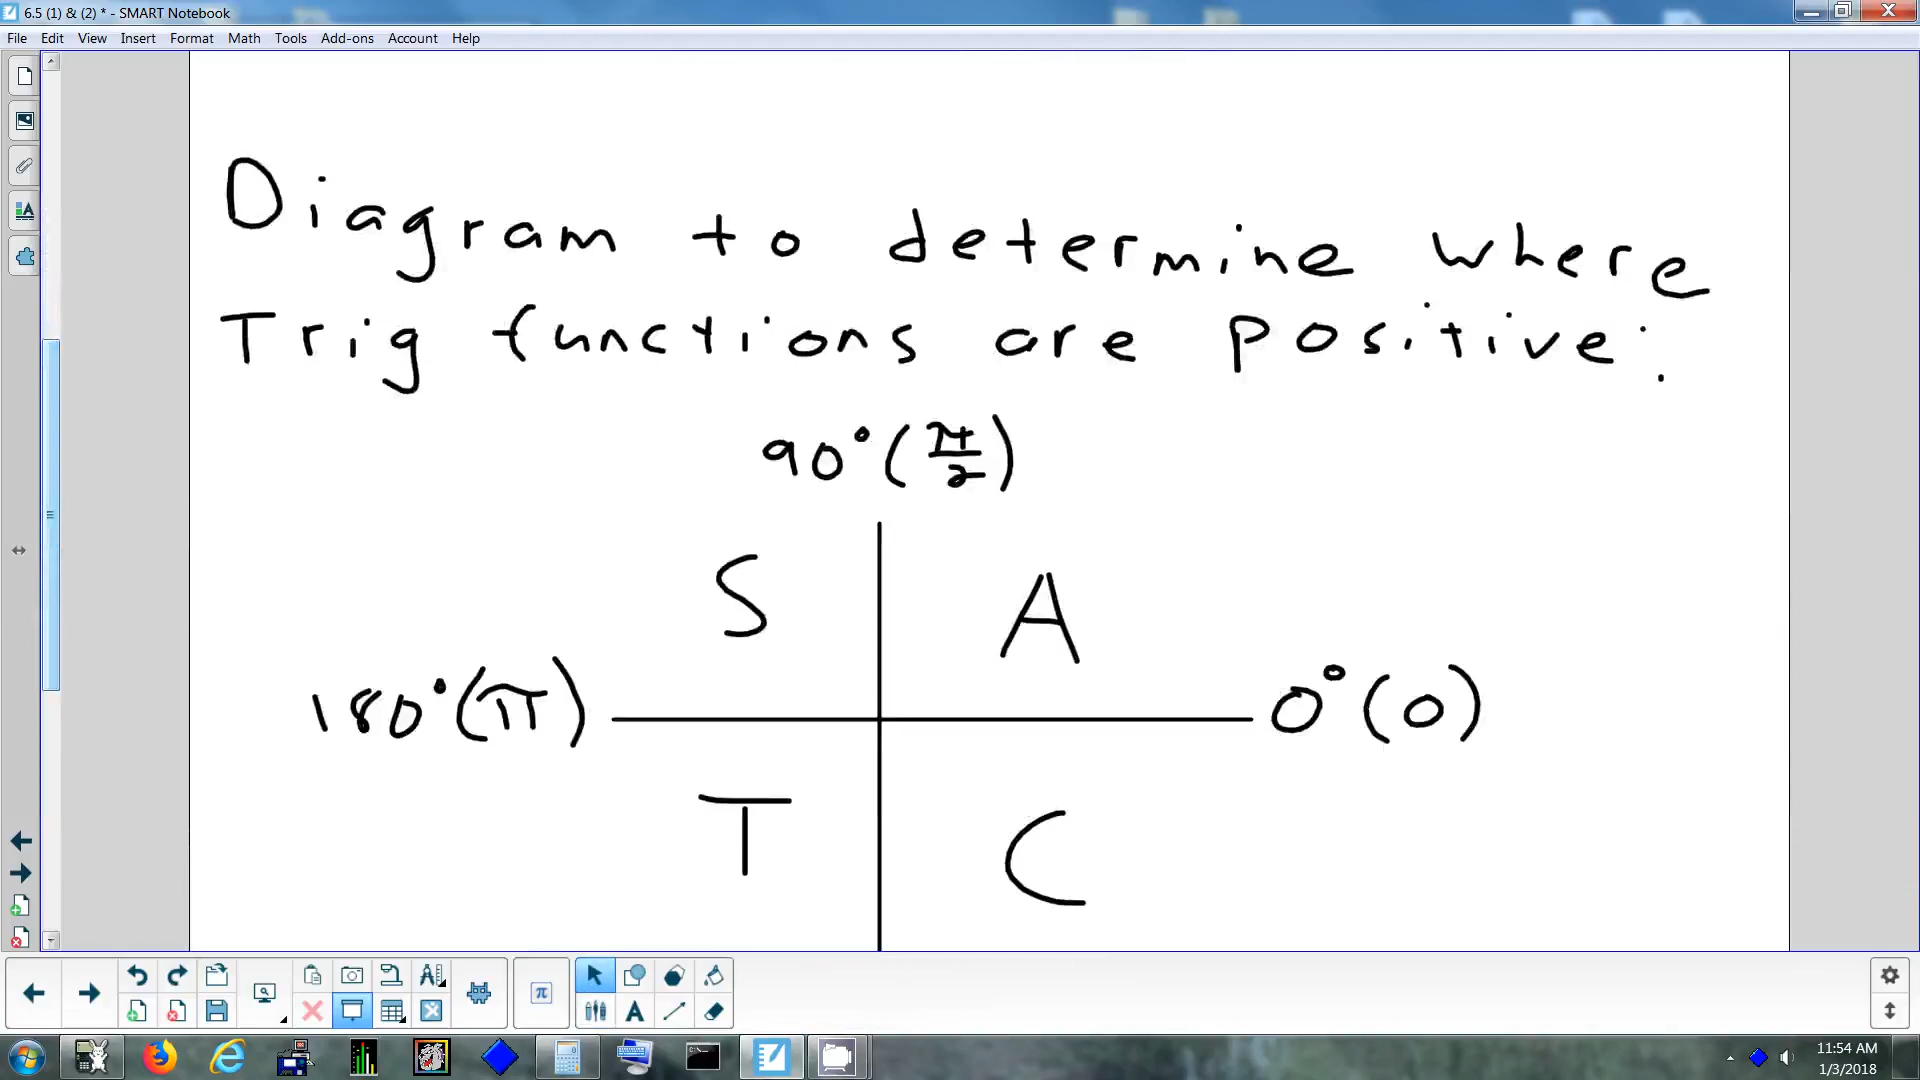 6.5 (1) & (2) * - SMART Notebook
File Edit View Insert Format Math Tools Add-ons Account Help
Diagram to determine where
Trig functions are positive:
90° (π/2)
S A
180° (π) 0° (0)
T C
π
A
11:54 AM
1/3/2018